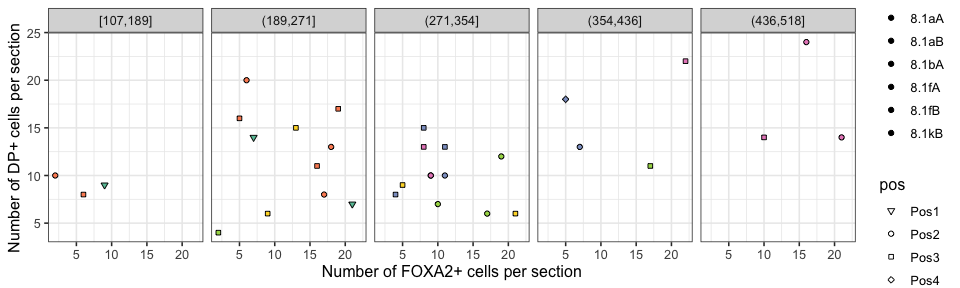 [107,189] (189,271] (271,354] (354,436] (436,518]
Number of DP+ cells per section
25
20
15
10
5
5 10 15 20 5 10 15 20 5 10 15 20 5 10 15 20 5 10 15 20
Number of FOXA2+ cells per section
8.1aA
8.1aB
8.1bA
8.1fA
8.1fB
8.1kB
pos
Pos1
Pos2
Pos3
Pos4